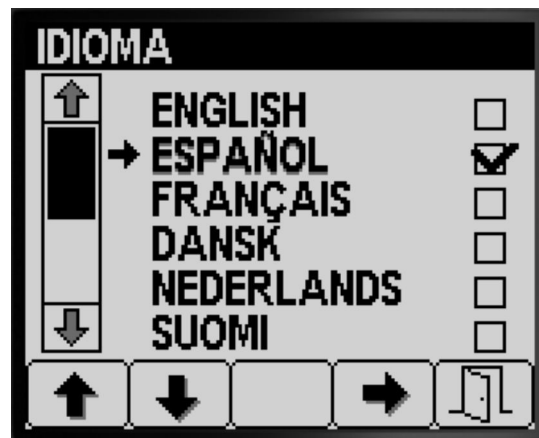 IDIOMA
ENGLISH
ESPAÑOL
FRANÇAIS
DANSK
NEDERLANDS
SUOMI